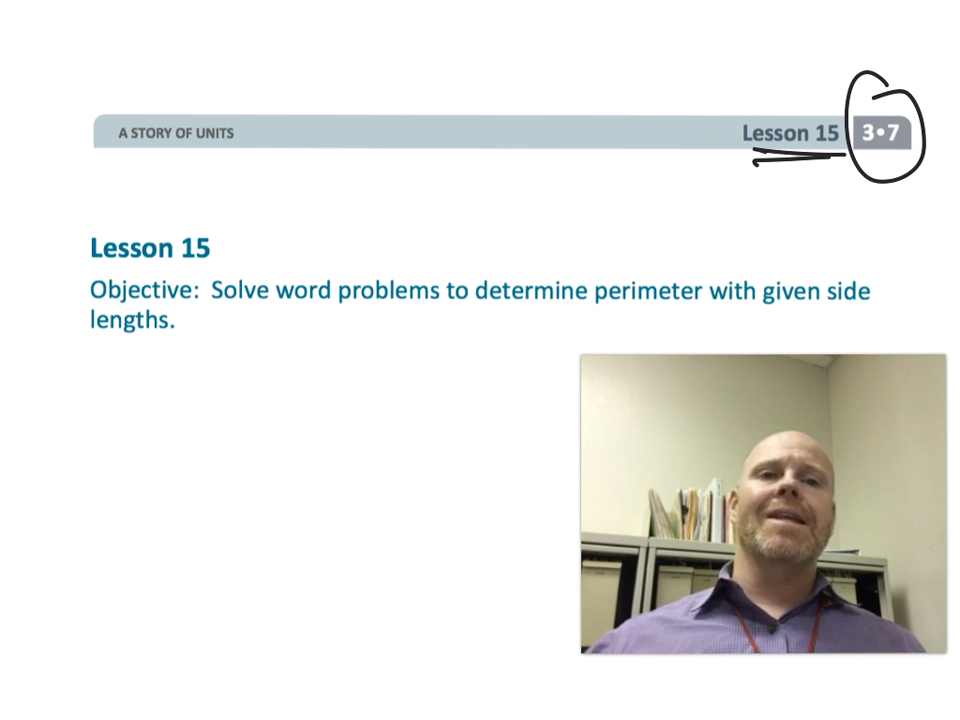 A STORY OF UNITS
Lesson 15 3•7
Lesson 15
Objective: Solve word problems to determine perimeter with given side
lengths.